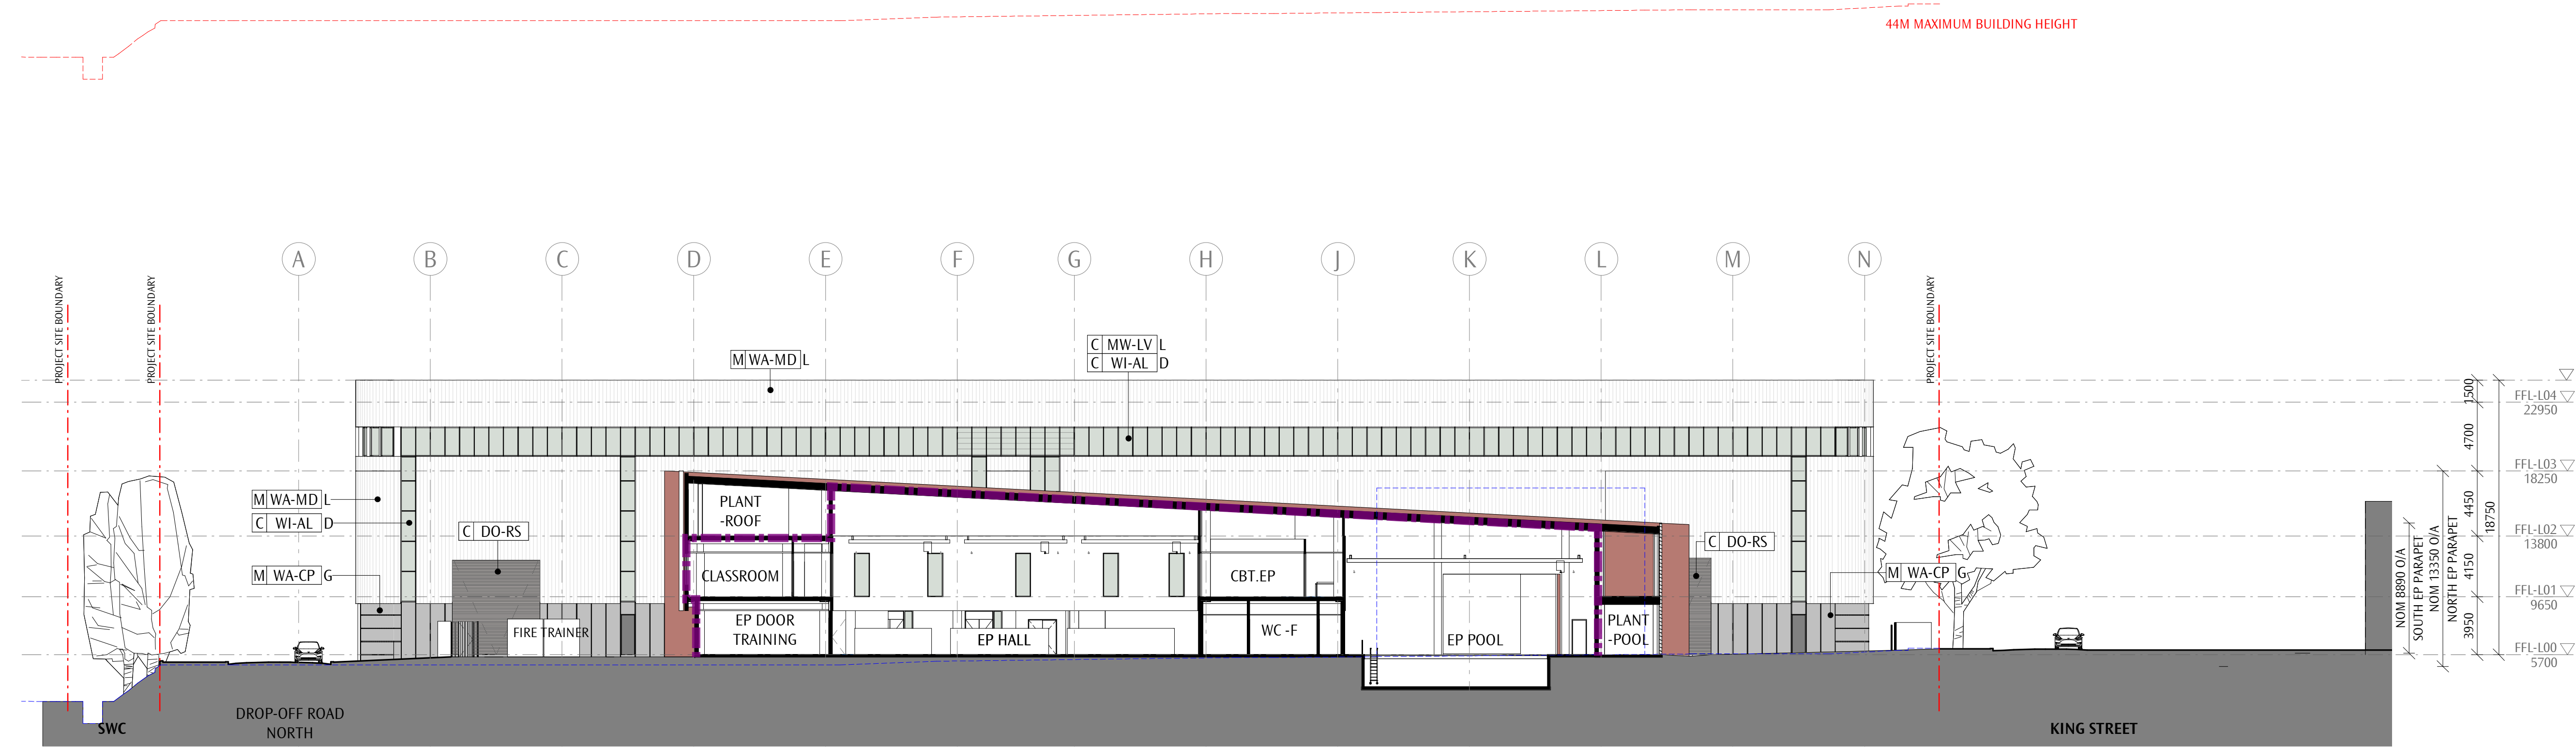 44M MAXIMUM BUILDING HEIGHT
A
B
C
D
E
F
G
H
J
K
L
M
N
PROJECT SITE BOUNDARY
PROJECT SITE BOUNDARY
PROJECT SITE BOUNDARY
M WA-MD L
C MW-LV L
C WI-AL D
M WA-MD L
C WI-AL D
C DO-RS
M WA-CP G
FIRE TRAINER
PLANT
-ROOF
CLASSROOM
EP DOOR
TRAINING
EP HALL
CBT.EP
WC -F
EP POOL
PLANT
-POOL
C DO-RS
M WA-CP G
SWC
DROP-OFF ROAD
NORTH
KING STREET
NOM 8890 O/A
SOUTH EP PARAPET
NOM 13350 O/A
NORTH EP PARAPET
1500
4700
4450
4150
3950
18750
FFL-L04
22950
FFL-L03
18250
FFL-L02
13800
FFL-L01
9650
FFL-L00
5700